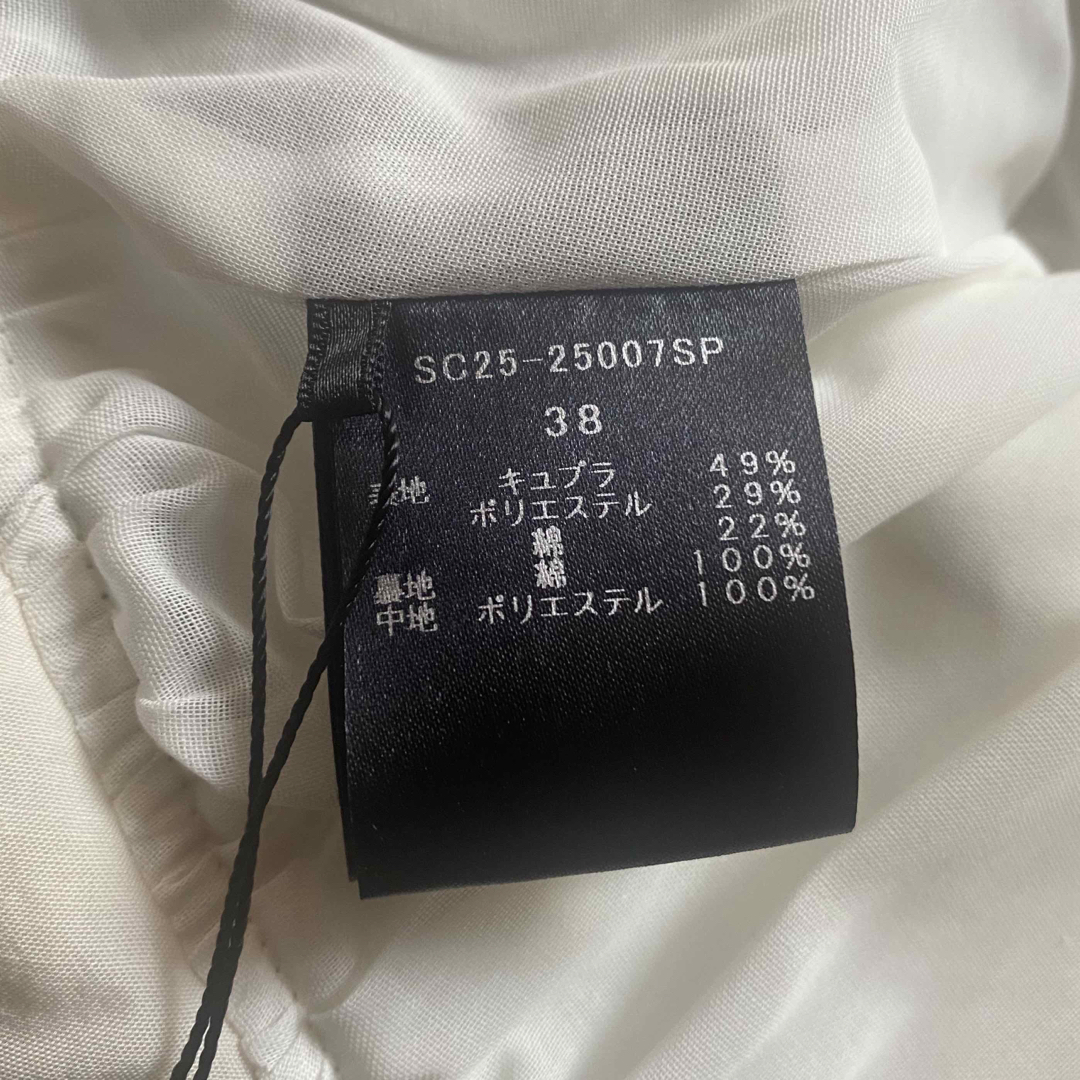 SC25-25007SP
38
表地 キュプラ 49%
ポリエステル 29%
綿 22%
裏地 綿 100%
中地 ポリエステル 100%